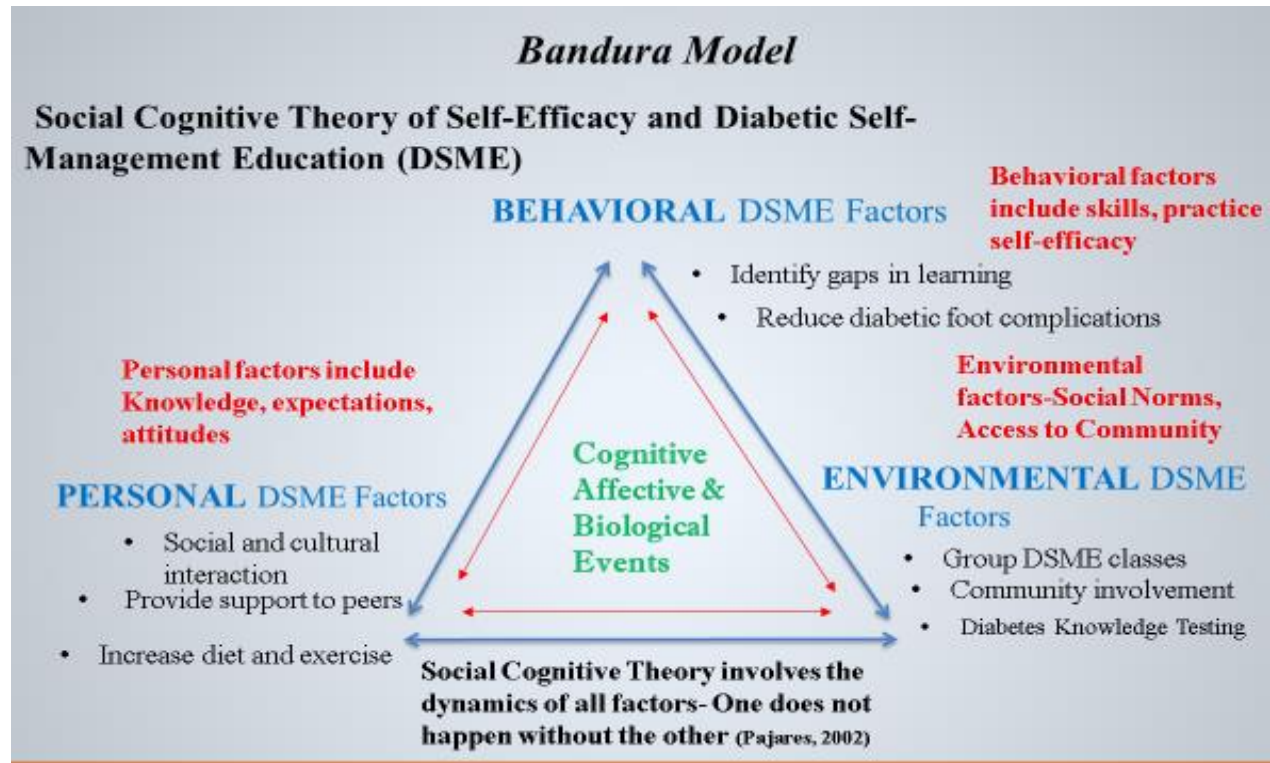 Bandura Model
Social Cognitive Theory of Self-Efficacy and Diabetic Self-
Management Education (DSME)
Behavioral factors
include skills, practice
self-efficacy
BEHAVIORAL DSME Factors
• Identify gaps in learning
• Reduce diabetic foot complications
Personal factors include
Knowledge, expectations,
attitudes
Environmental
factors-Social Norms,
Access to Community
Cognitive
Affective &
Biological
Events
PERSONAL DSME Factors
• Social and cultural
interaction
• Provide support to peers
• Increase diet and exercise
ENVIRONMENTAL DSME
Factors
• Group DSME classes
• Community involvement
• Diabetes Knowledge Testing
Social Cognitive Theory involves the
dynamics of all factors- One does not
happen without the other (Pajares, 2002)